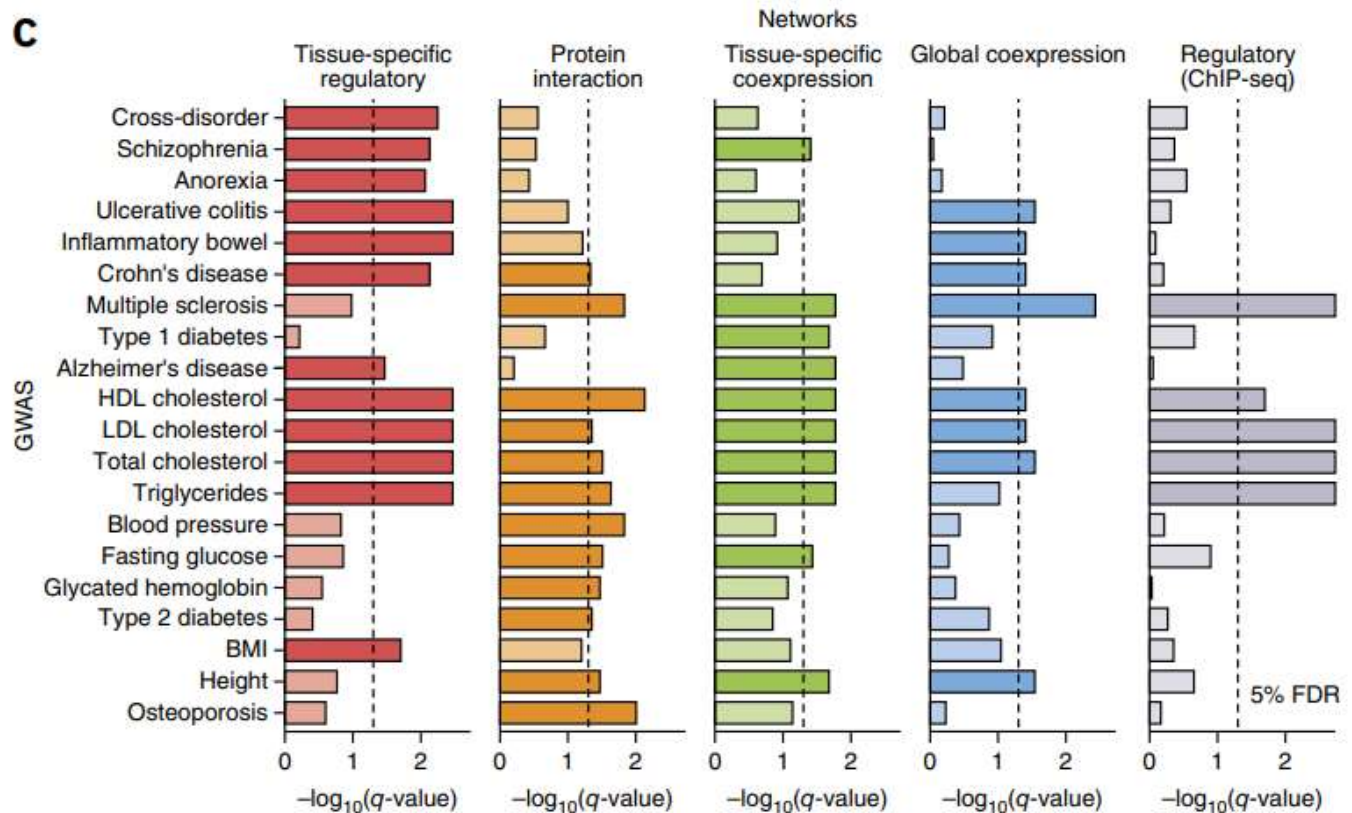 C
Networks
Tissue-specific
regulatory
Protein
interaction
Tissue-specific
coexpression
Global coexpression
Regulatory
(ChIP-seq)
GWAS
Cross-disorder
Schizophrenia
Anorexia
Ulcerative colitis
Inflammatory bowel
Crohn's disease
Multiple sclerosis
Type 1 diabetes
Alzheimer's disease
HDL cholesterol
LDL cholesterol
Total cholesterol
Triglycerides
Blood pressure
Fasting glucose
Glycated hemoglobin
Type 2 diabetes
BMI
Height
Osteoporosis
5% FDR
0 1 2 0 1 2 0 1 2 0 1 2 0 1 2
–log10(q-value) –log10(q-value) –log10(q-value) –log10(q-value) –log10(q-value)